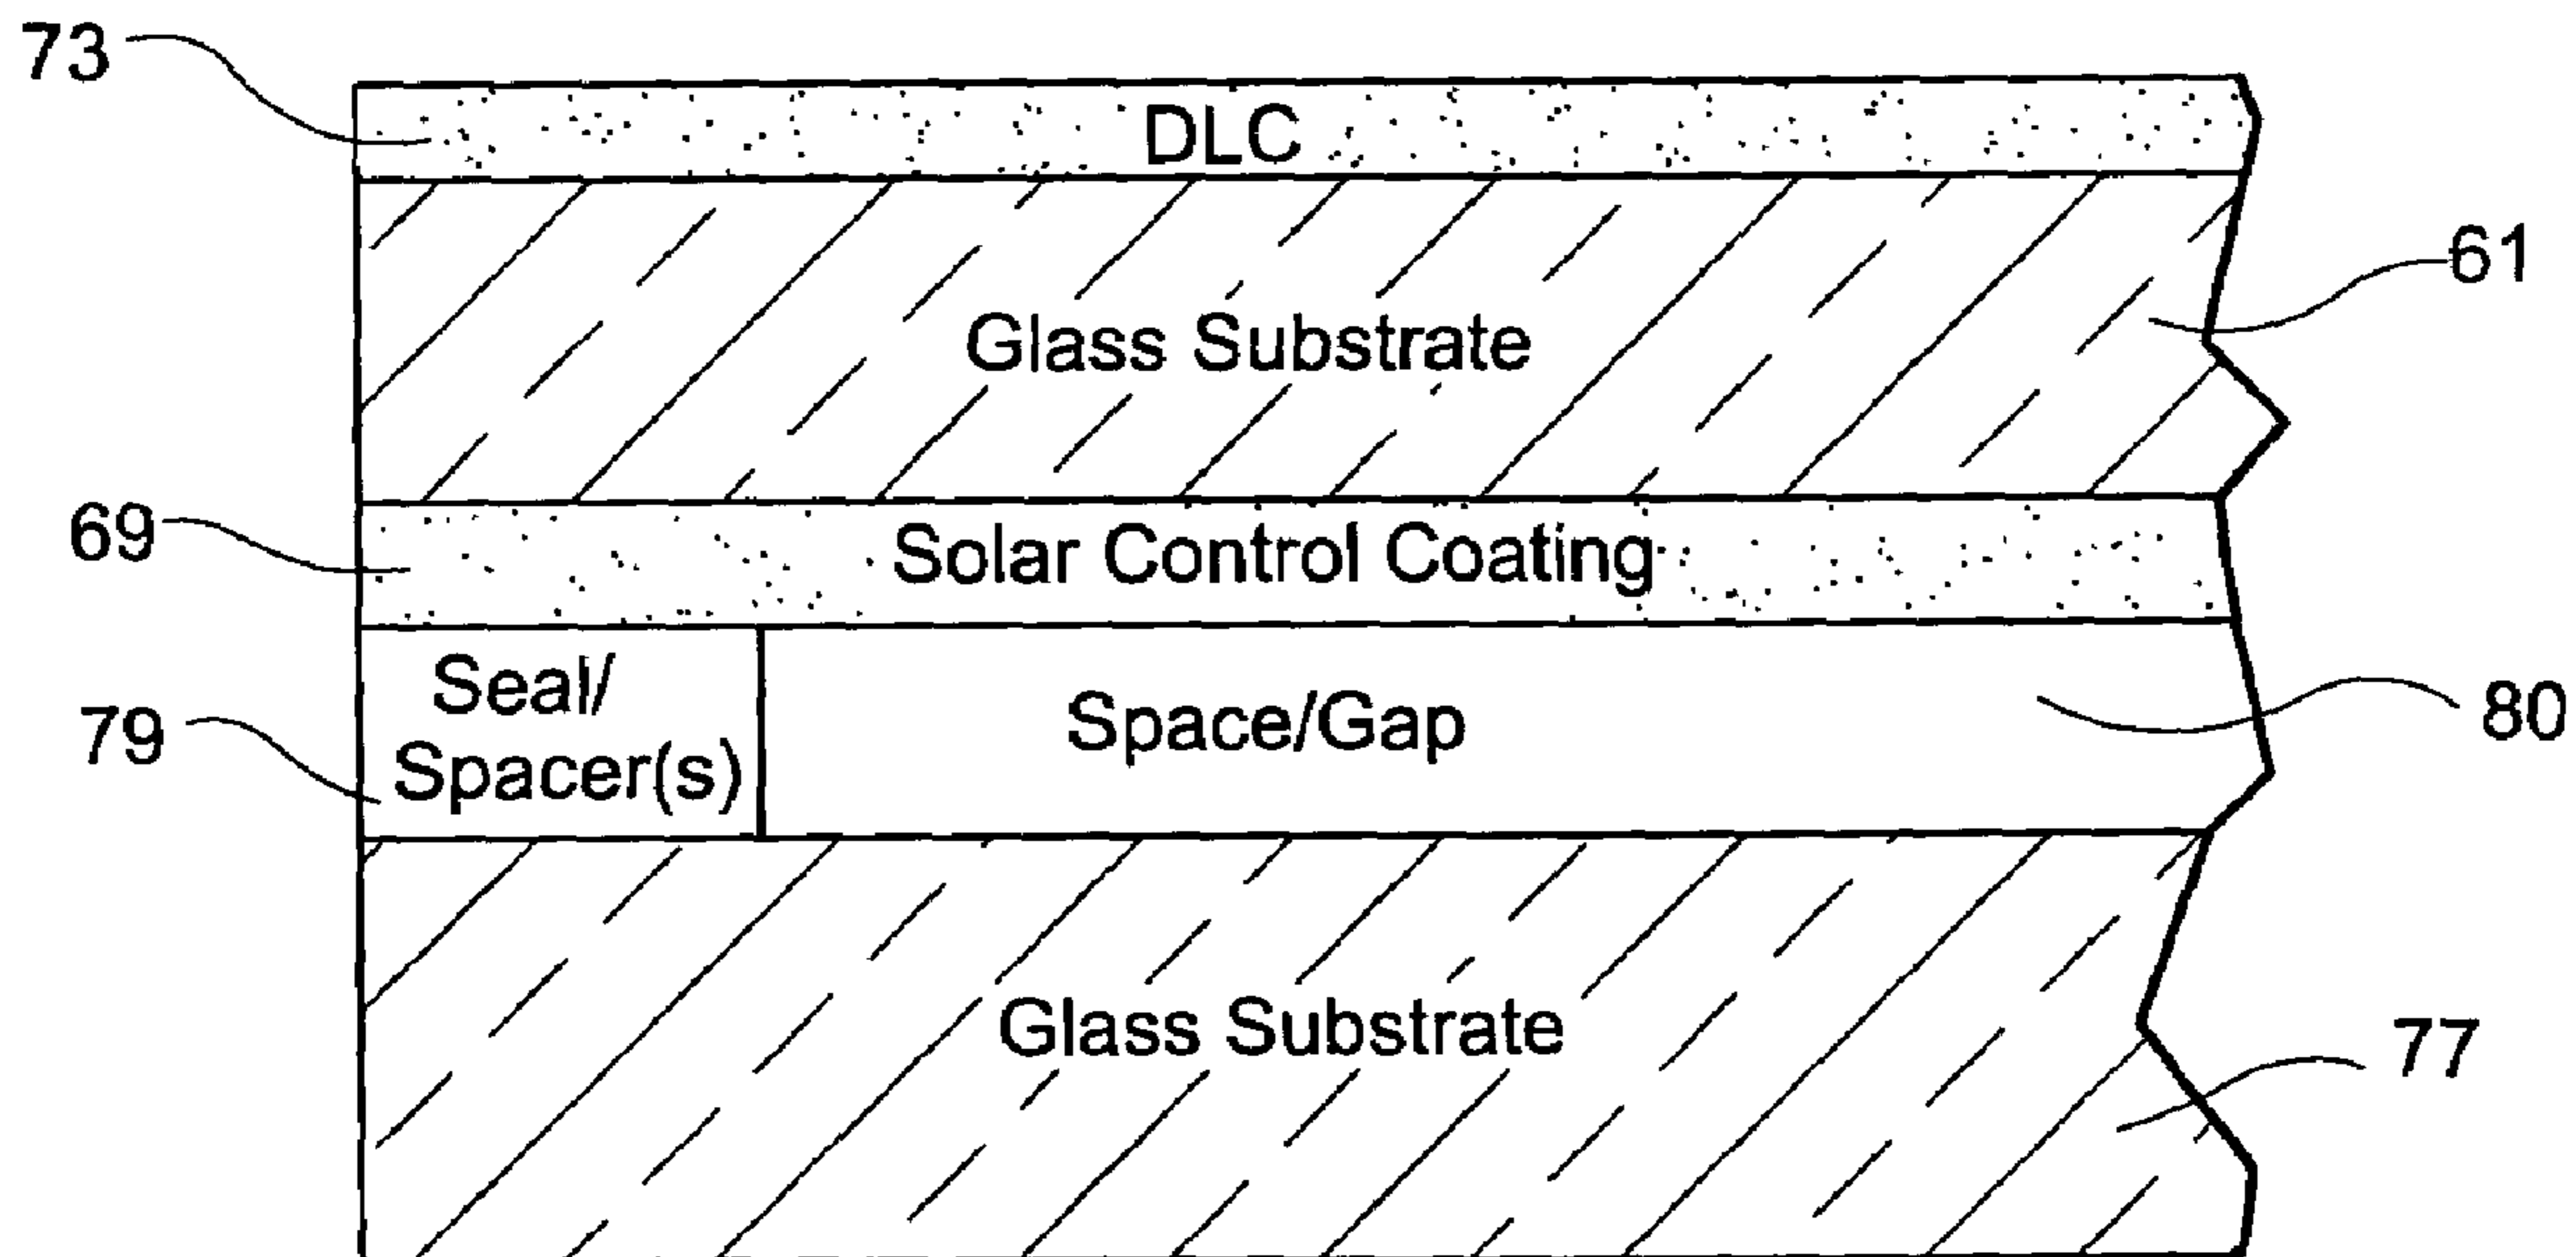 73
DLC
61
Glass Substrate
69
Solar Control Coating
79
Seal/
Spacer(s)
Space/Gap
80
Glass Substrate
77